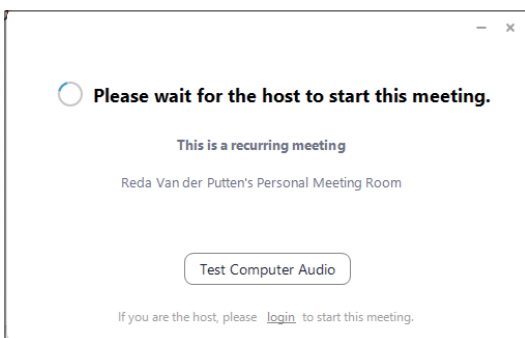 Please wait for the host to start this meeting.
This is a recurring meeting
Reda Van der Putten's Personal Meeting Room
Test Computer Audio
If you are the host, please login to start this meeting.